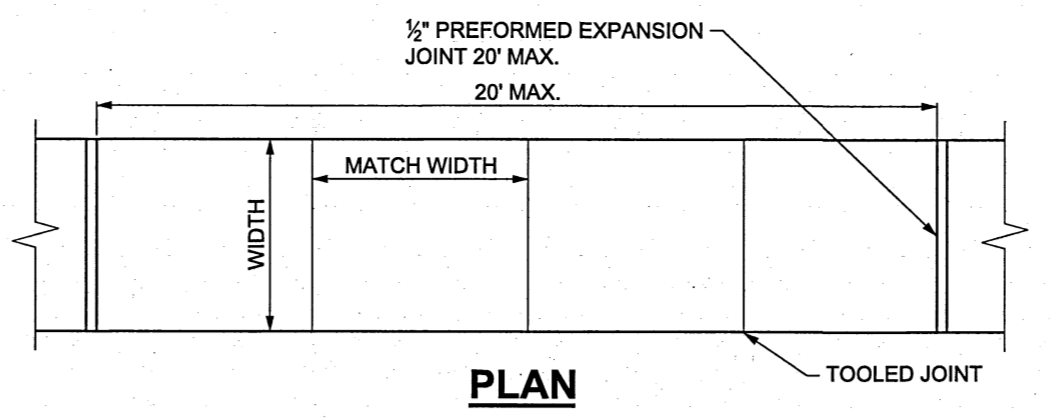 ½" PREFORMED EXPANSION
JOINT 20' MAX.
20' MAX.
MATCH WIDTH
WIDTH
TOOLED JOINT
PLAN